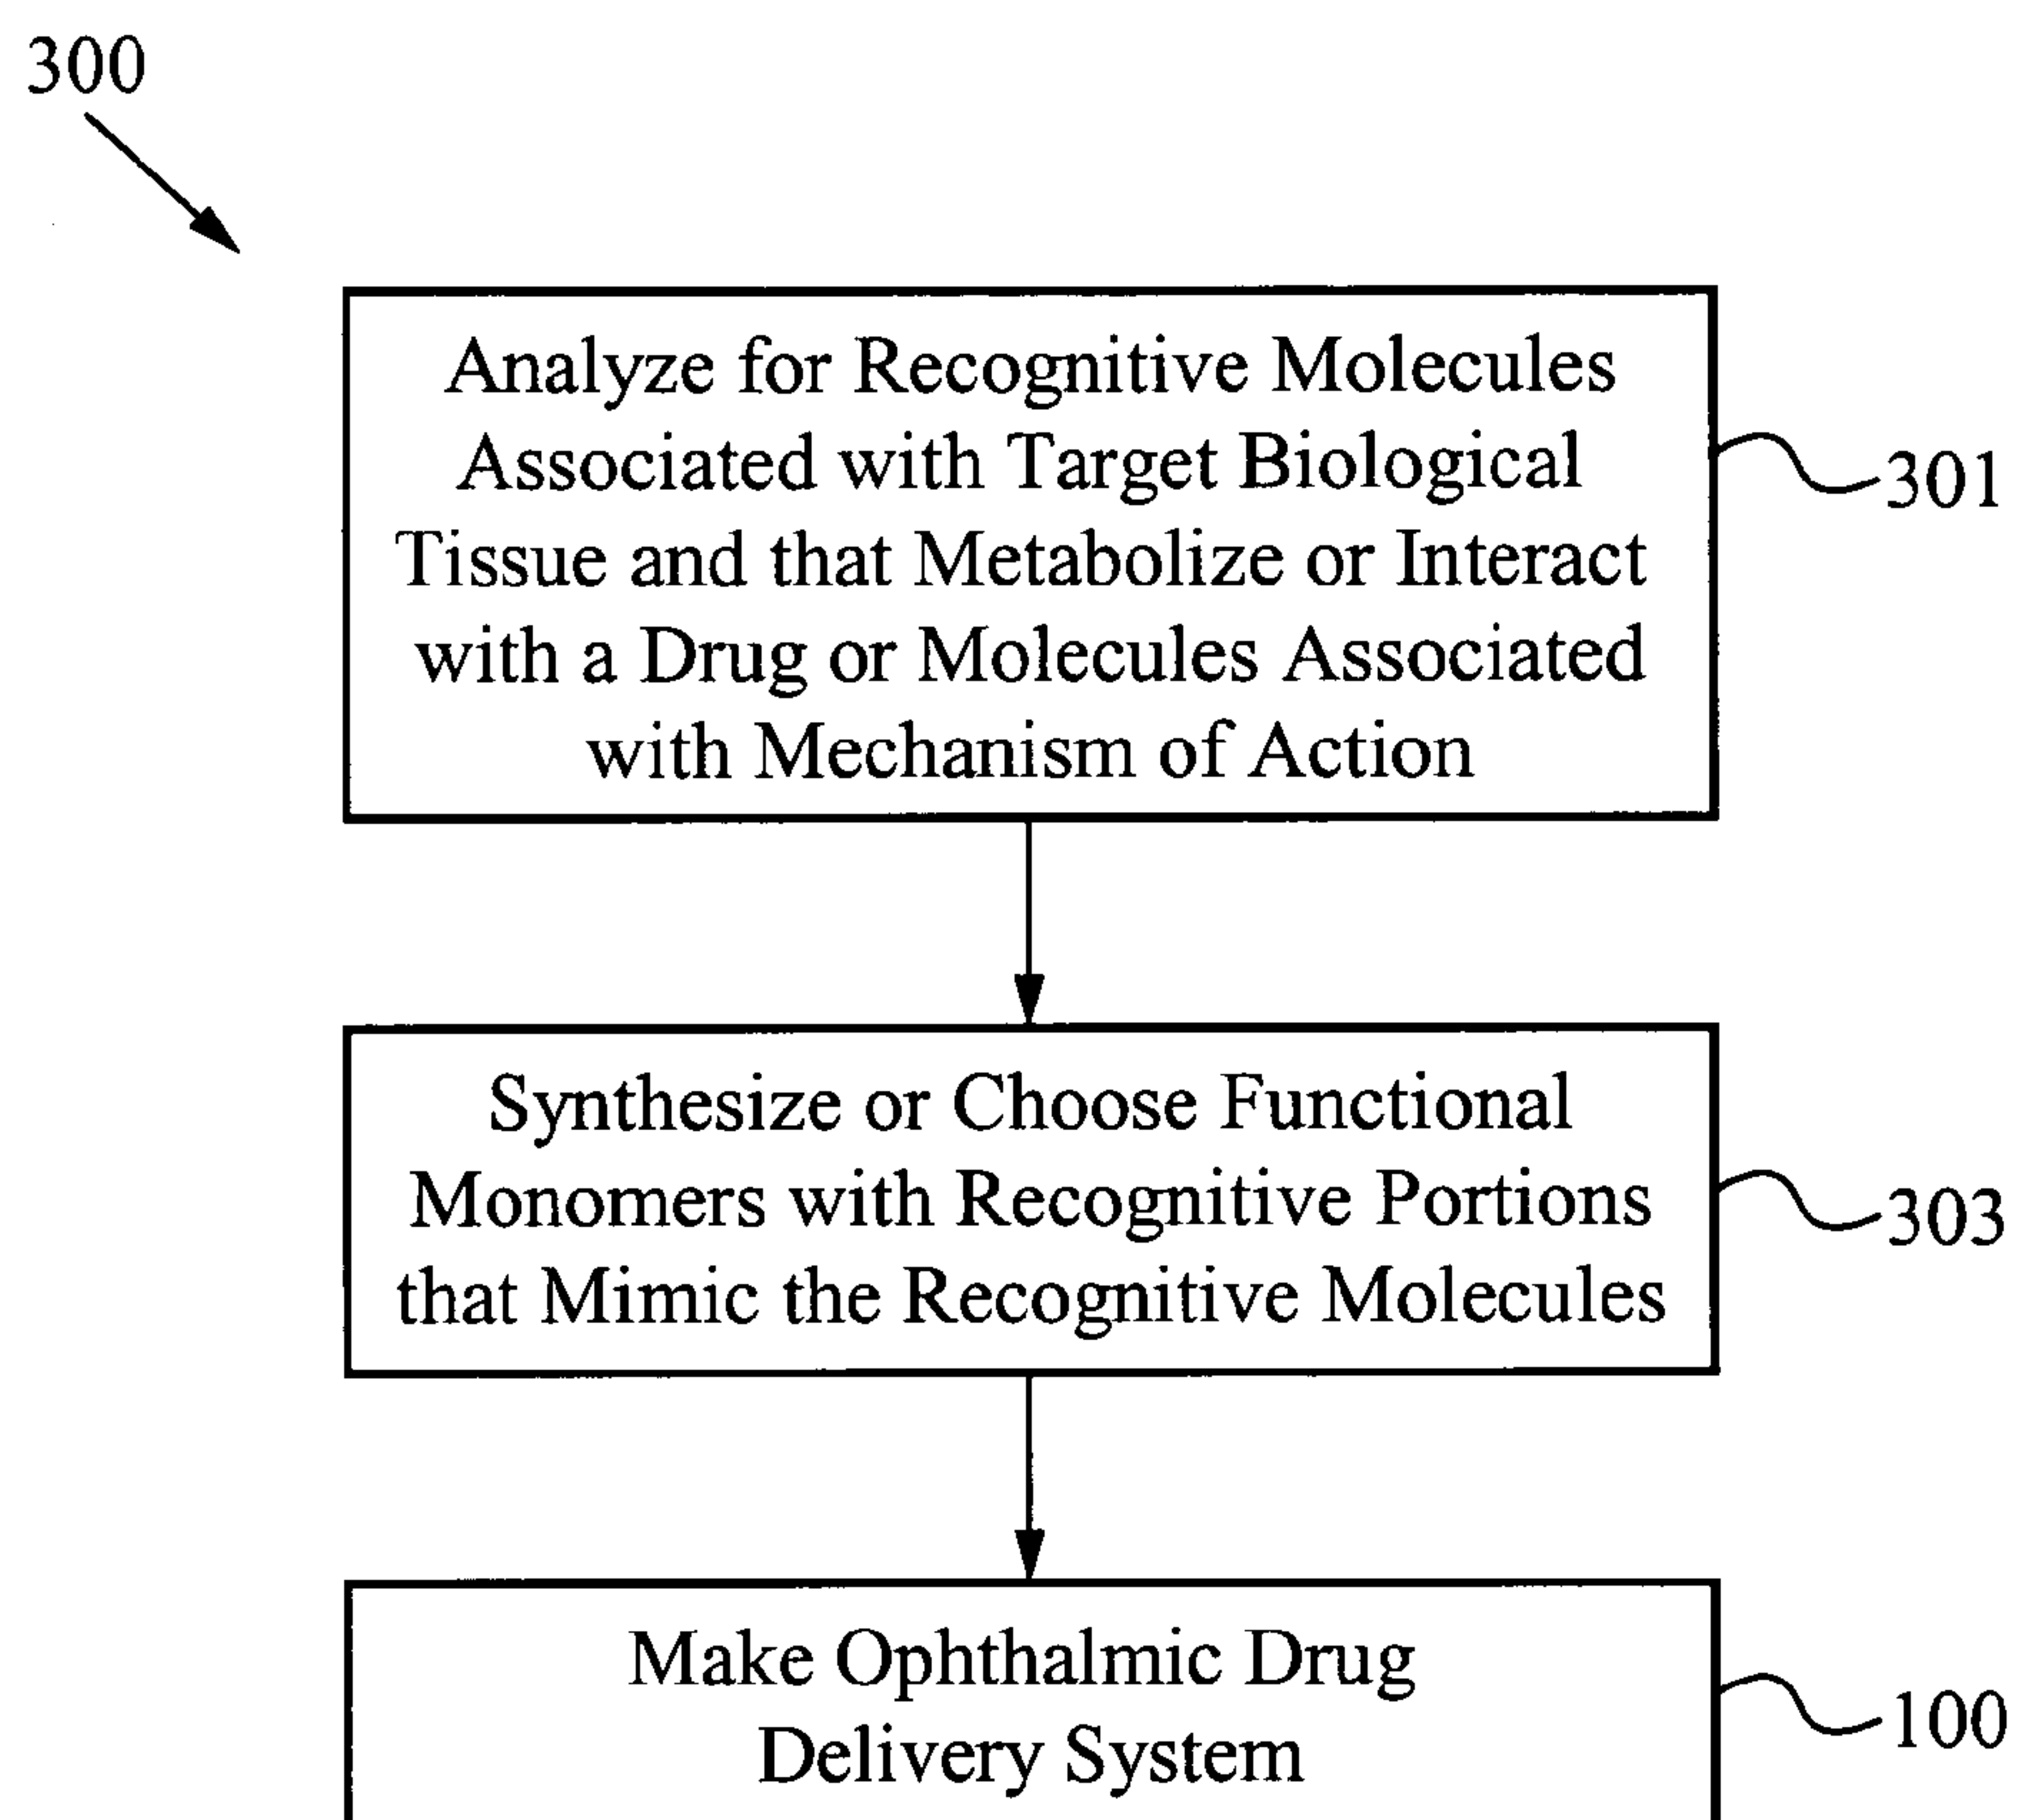 300
Analyze for Recognitive Molecules
Associated with Target Biological
Tissue and that Metabolize or Interact
with a Drug or Molecules Associated
with Mechanism of Action
301
Synthesize or Choose Functional
Monomers with Recognitive Portions
that Mimic the Recognitive Molecules
303
Make Ophthalmic Drug
Delivery System
100